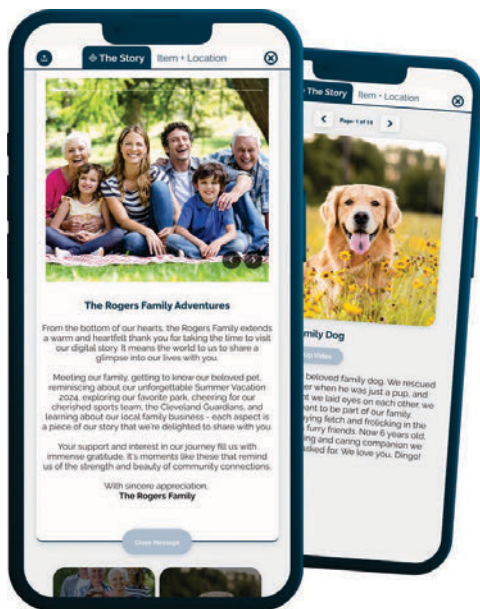 The Story
Item + Location
The Rogers Family Adventures
From the bottom of our hearts, the Rogers Family extends
a warm and heartfelt thank you for taking the time to visit
our digital story. It means the world to us to share a
glimpse into our lives with you.
Meeting our family, getting to know our beloved pet,
reminiscing about our unforgettable Summer Vacation
2024, exploring our favorite park, cheering for our
cherished sports team, the Cleveland Guardians, and
learning about our local family business - each aspect is
a piece of our story that we're delighted to share with you.
Your support and interest in our journey fill us with
immense gratitude. It's moments like these that remind
us of the strength and beauty of community connections.
With sincere appreciation,
The Rogers Family
Close Message
The Story
Item + Location
Page: 1 of 14
mily Dog
Up Video
beloved family dog. We rescued
er when he was just a pup, and
nt we laid eyes on each other, we
ent to be part of our family.
ying fetch and frolicking in the
furry friends. Now 6 years old,
ing and caring companion we
asked for. We love you, Dingo!